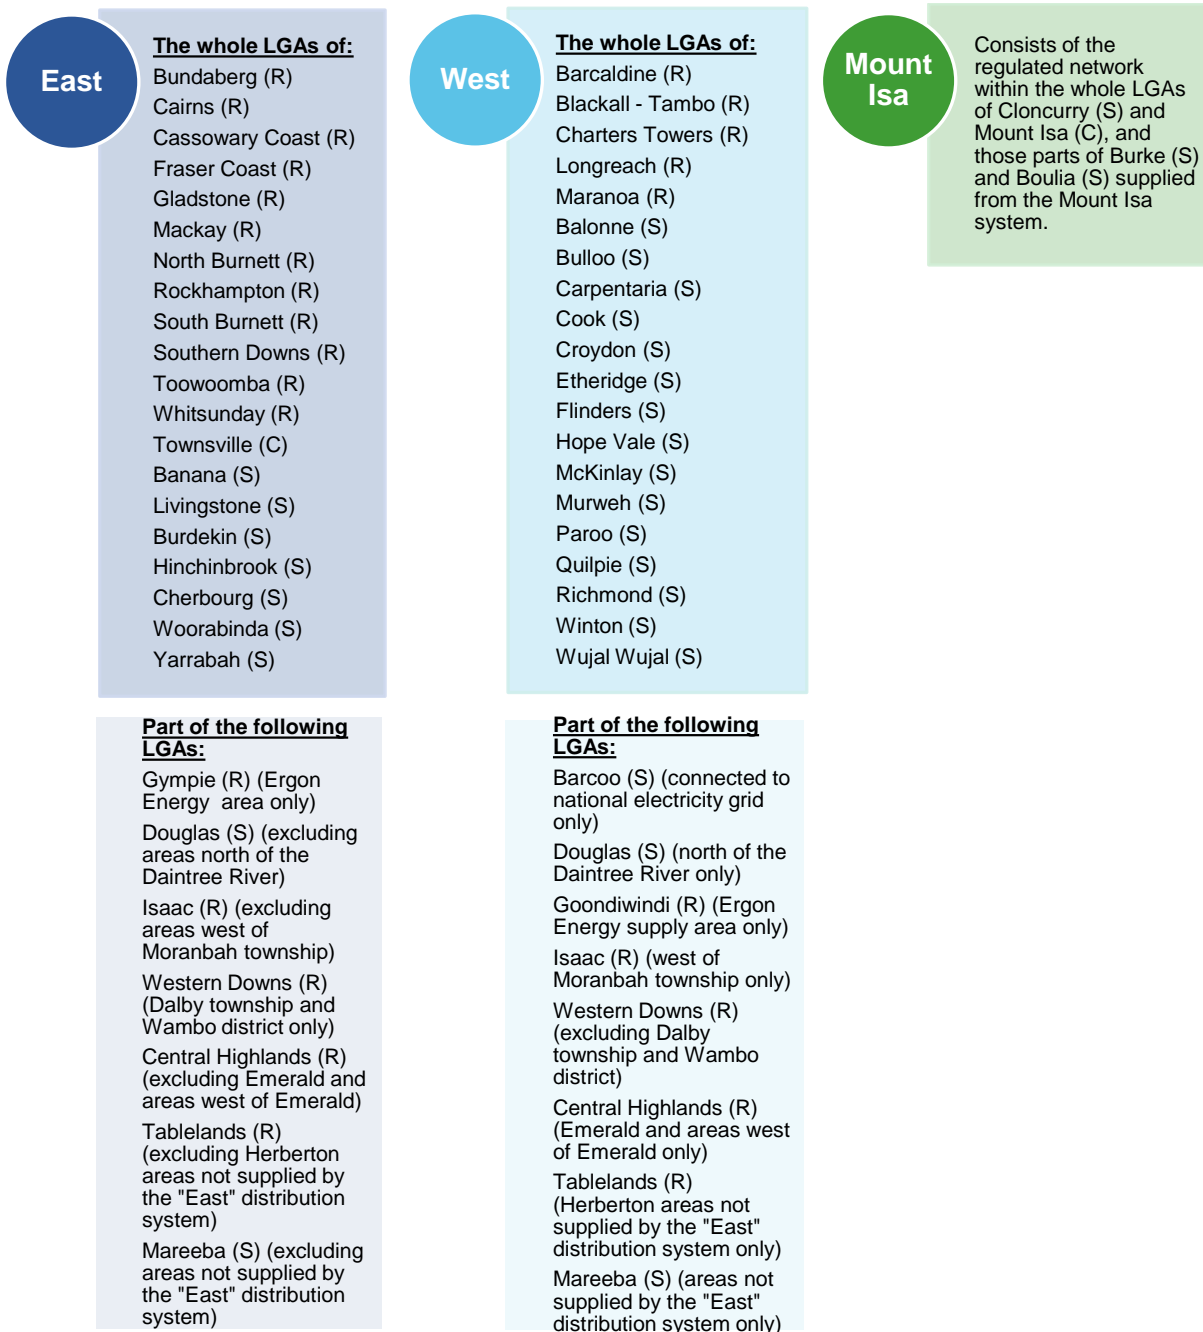 East
The whole LGAs of:
Bundaberg (R)
Cairns (R)
Cassowary Coast (R)
Fraser Coast (R)
Gladstone (R)
Mackay (R)
North Burnett (R)
Rockhampton (R)
South Burnett (R)
Southern Downs (R)
Toowoomba (R)
Whitsunday (R)
Townsville (C)
Banana (S)
Livingstone (S)
Burdekin (S)
Hinchinbrook (S)
Cherbourg (S)
Woorabinda (S)
Yarrabah (S)
Part of the following
LGAs:
Gympie (R) (Ergon
Energy area only)
Douglas (S) (excluding
areas north of the
Daintree River)
Isaac (R) (excluding
areas west of
Moranbah township)
Western Downs (R)
(Dalby township and
Wambo district only)
Central Highlands (R)
(excluding Emerald and
areas west of Emerald)
Tablelands (R)
(excluding Herberton
areas not supplied by
the "East" distribution
system)
Mareeba (S) (excluding
areas not supplied by
the "East" distribution
system)
West
The whole LGAs of:
Barcaldine (R)
Blackall - Tambo (R)
Charters Towers (R)
Longreach (R)
Maranoa (R)
Balonne (S)
Bulloo (S)
Carpentaria (S)
Cook (S)
Croydon (S)
Etheridge (S)
Flinders (S)
Hope Vale (S)
McKinlay (S)
Murweh (S)
Paroo (S)
Quilpie (S)
Richmond (S)
Winton (S)
Wujal Wujal (S)
Part of the following
LGAs:
Barcoo (S) (connected to
national electricity grid
only)
Douglas (S) (north of the
Daintree River only)
Goondiwindi (R) (Ergon
Energy supply area only)
Isaac (R) (west of
Moranbah township only)
Western Downs (R)
(excluding Dalby
township and Wambo
district)
Central Highlands (R)
(Emerald and areas west
of Emerald only)
Tablelands (R)
(Herberton areas not
supplied by the "East"
distribution system only)
Mareeba (S) (areas not
supplied by the "East"
distribution system only)
Mount
Isa
Consists of the
regulated network
within the whole LGAs
of Cloncurry (S) and
Mount Isa (C), and
those parts of Burke (S)
and Boulia (S) supplied
from the Mount Isa
system.